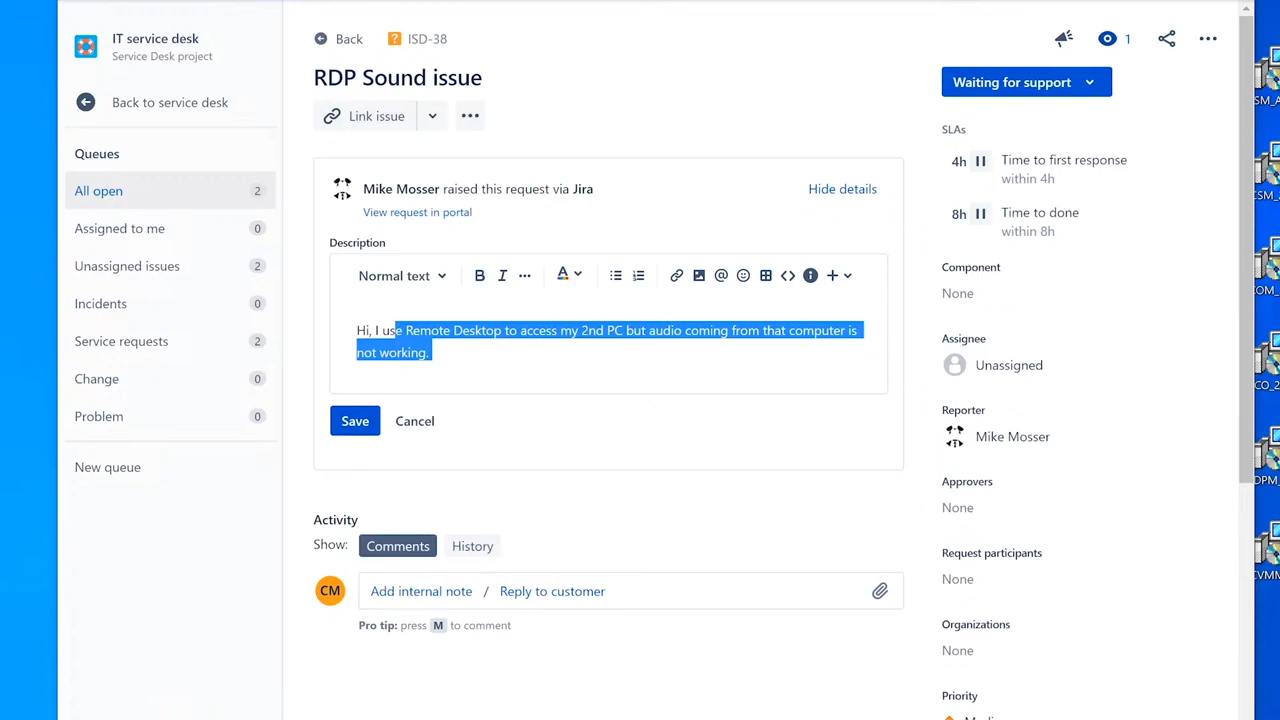 IT service desk
Service Desk project
Back to service desk
Queues
All open 2
Assigned to me 0
Unassigned issues 2
Incidents 0
Service requests 2
Change 0
Problem 0
New queue
Back
ISD-38
1
RDP Sound issue
Link issue
Mike Mosser raised this request via Jira
Hide details
View request in portal
Description
Normal text
Hi, I use Remote Desktop to access my 2nd PC but audio coming from that computer is
not working.
Save Cancel
Activity
Show: Comments History
CM
Add internal note / Reply to customer
Pro tip: press M to comment
Waiting for support
SLAs
4h Time to first response
within 4h
8h Time to done
within 8h
Component
None
Assignee
Unassigned
Reporter
Mike Mosser
Approvers
None
Request participants
None
Organizations
None
Priority